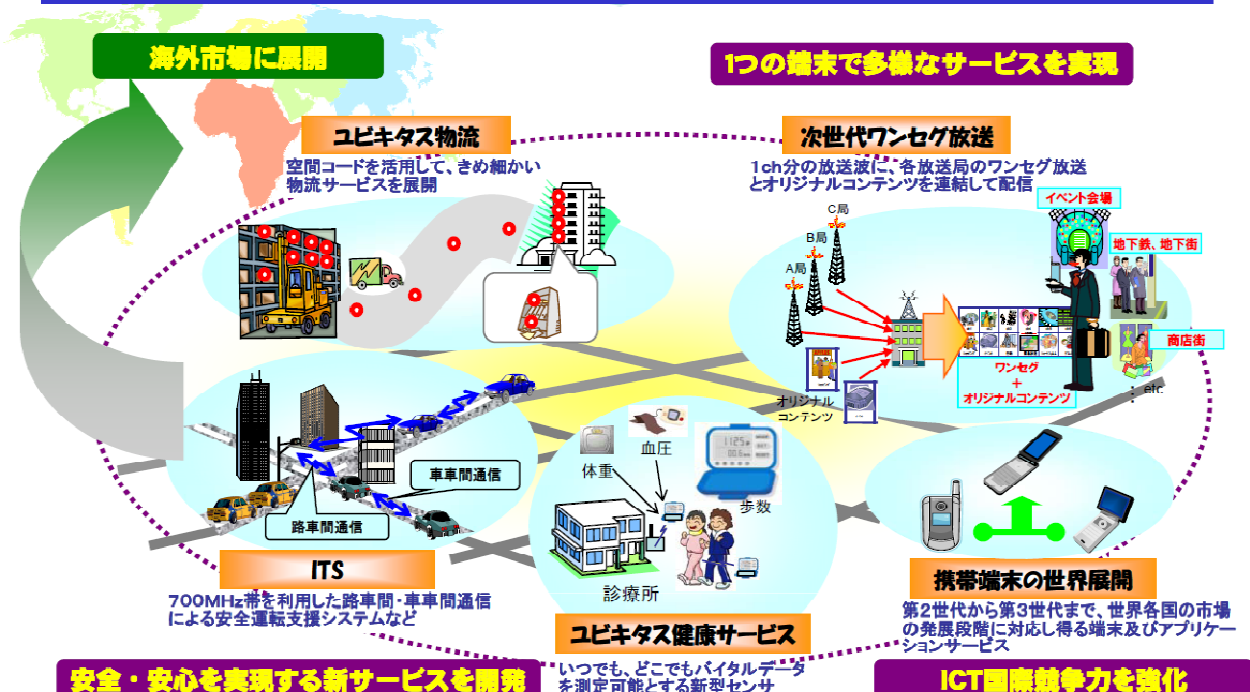 海外市場に展開
1つの端末で多様なサービスを実現
ユビキタス物流
空間コードを活用して、きめ細かい
物流サービスを展開
次世代ワンセグ放送
1ch分の放送波に、各放送局のワンセグ放送
とオリジナルコンテンツを連結して配信
C局
B局
A局
イベント会場
地下鉄、地下街
商店街
etc
ワンセグ
+
オリジナルコンテンツ
オリジナル
コンテンツ
車車間通信
路車間通信
ITS
700MHz帯を利用した路車間・車車間通信
による安全運転支援システムなど
血圧
体重
歩数
診療所
ユビキタス健康サービス
いつでも、どこでもバイタルデータ
を測定可能とする新型センサ
携帯端末の世界展開
第2世代から第3世代まで、世界各国の市場
の発展段階に対応し得る端末及びアプリケー
ションサービス
安全・安心を実現する新サービスを開発
ICT国際競争力を強化